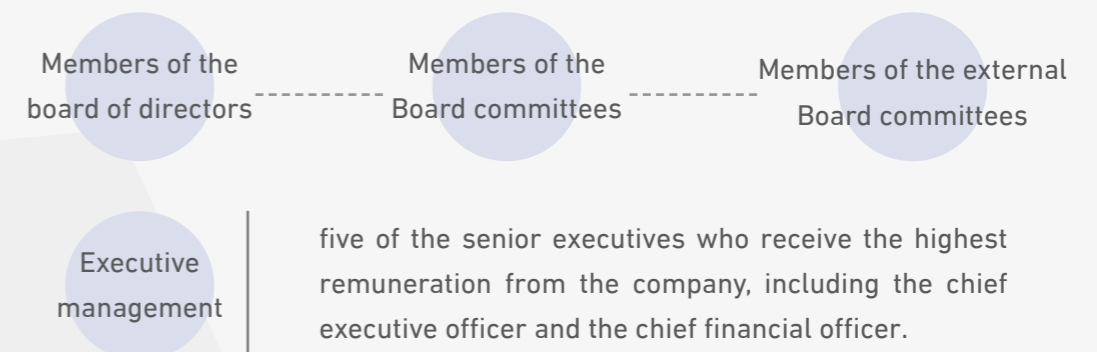 Members of the
board of directors
Members of the
Board committees
Members of the external
Board committees
Executive
management
five of the senior executives who receive the highest
remuneration from the company, including the chief
executive officer and the chief financial officer.